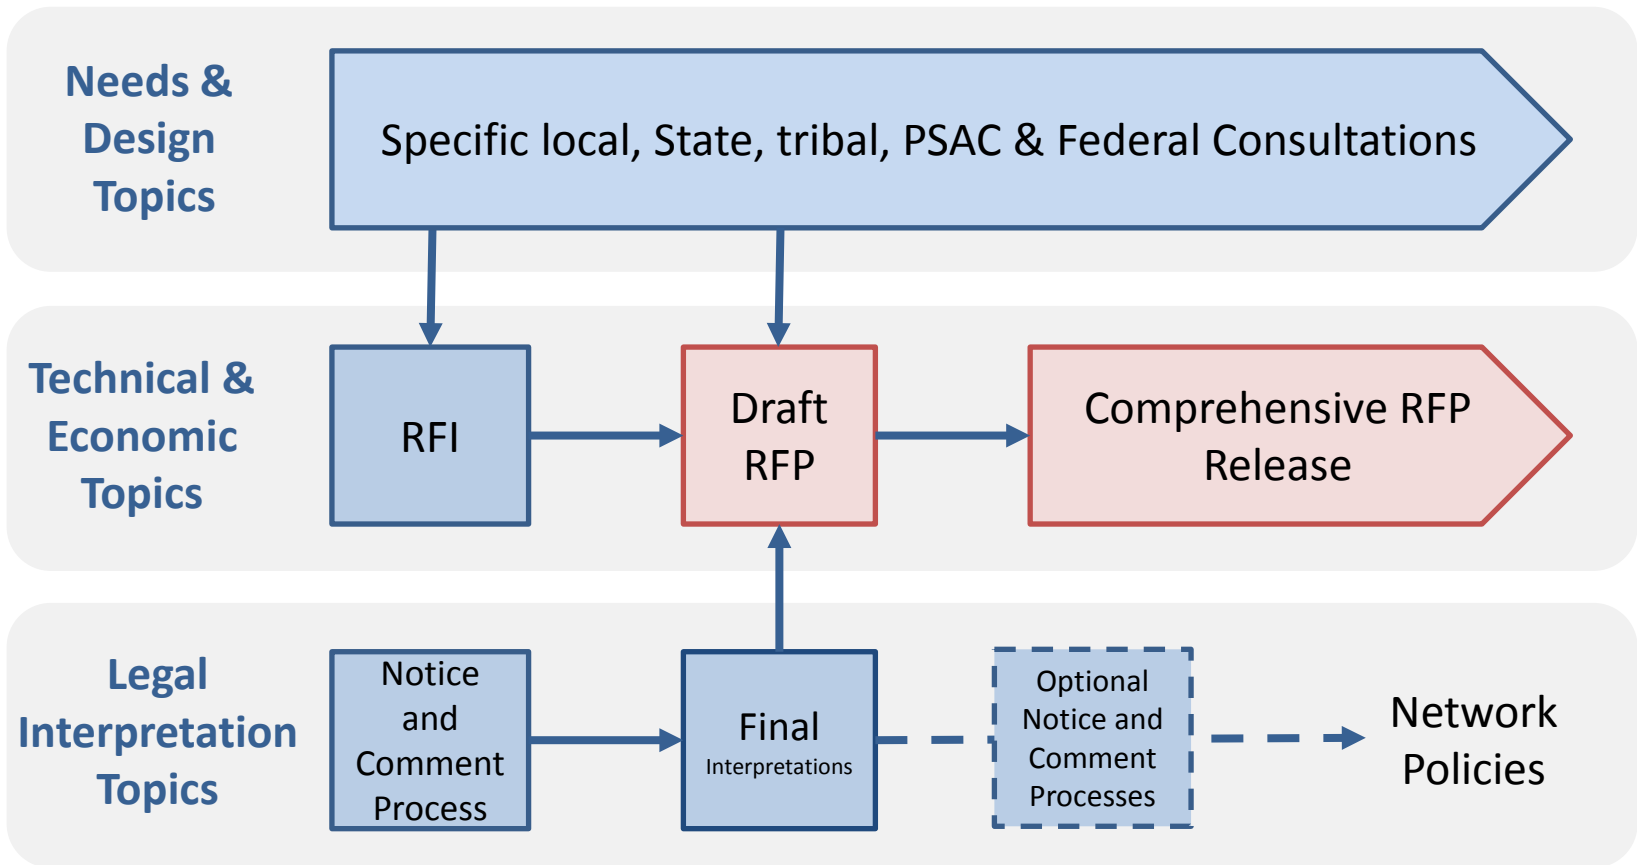 Needs &
Design
Topics
Specific local, State, tribal, PSAC & Federal Consultations
Technical &
Economic
Topics
RFI
Draft
RFP
Comprehensive RFP
Release
Legal
Interpretation
Topics
Notice
and
Comment
Process
Final
Interpretations
Optional
Notice and
Comment
Processes
Network
Policies